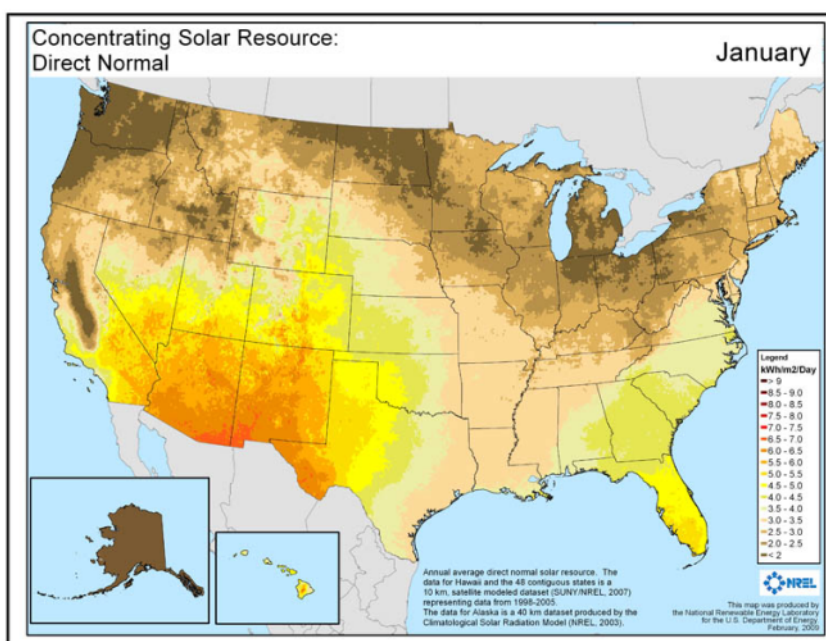 Concentrating Solar Resource:
Direct Normal
January
Legend
kWh/m2/Day
> 9
8.5 - 9.0
8.0 - 8.5
7.5 - 8.0
7.0 - 7.5
6.5 - 7.0
6.0 - 6.5
5.5 - 6.0
5.0 - 5.5
4.5 - 5.0
4.0 - 4.5
3.5 - 4.0
3.0 - 3.5
2.5 - 3.0
2.0 - 2.5
< 2
Annual average direct normal solar resource. The
data for Hawaii and the 48 contiguous states is a
10 km, satellite modeled dataset (SUNY/NREL, 2007)
representing data from 1998-2005.
The data for Alaska is a 40 km dataset produced by the
Climatological Solar Radiation Model (NREL, 2003).
NREL
This map was produced by
the National Renewable Energy Laboratory
for the U.S. Department of Energy.
February, 2009